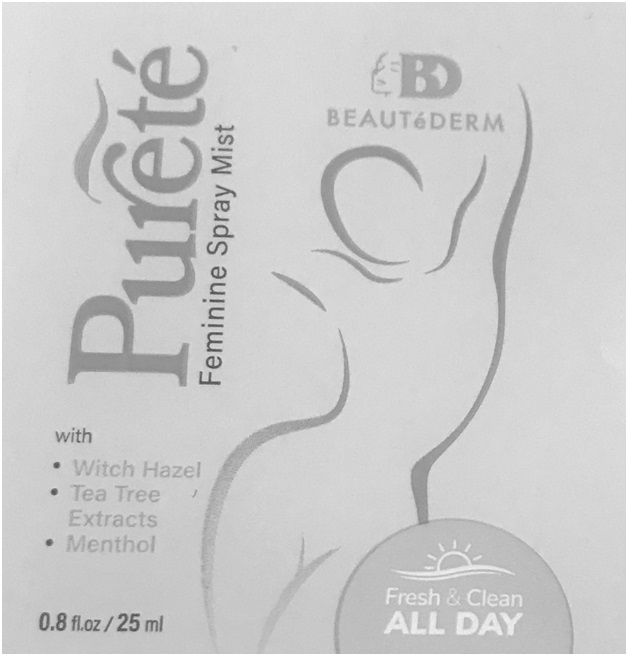 Purété
Feminine Spray Mist
BD
BEAUTéDERM
with
• Witch Hazel
• Tea Tree
Extracts
• Menthol
0.8 fl.oz / 25 ml
Fresh & Clean
ALL DAY